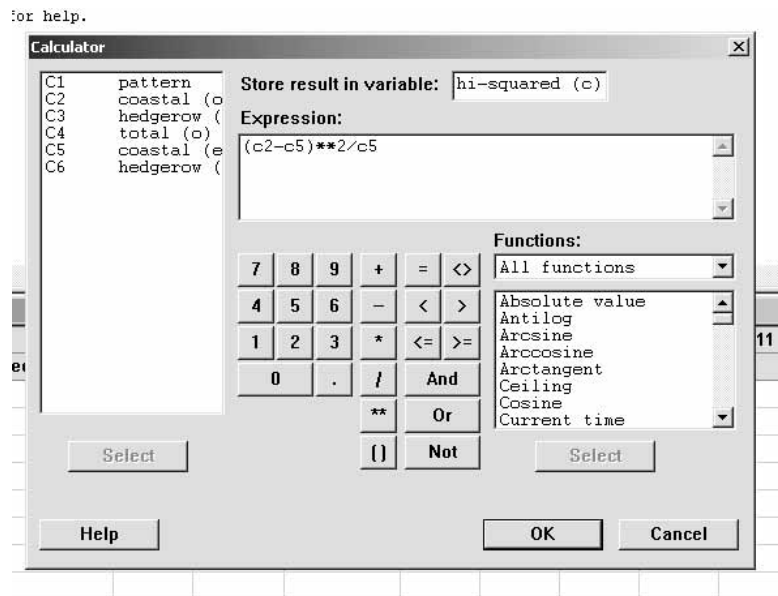 for help.
Calculator
C1 pattern
C2 coastal (o
C3 hedgerow (
C4 total (o)
C5 coastal (e
C6 hedgerow (
Store result in variable: hi-squared (c)
Expression:
(c2-c5)**2/c5
Functions:
All functions
7 8 9 + = <>
4 5 6 - < >
1 2 3 * <= >=
0 . / And
** Or
() Not
Absolute value
Antilog
Arcsine
Arccosine
Arctangent
Ceiling
Cosine
Current time
Select
Select
Help
OK
Cancel
11